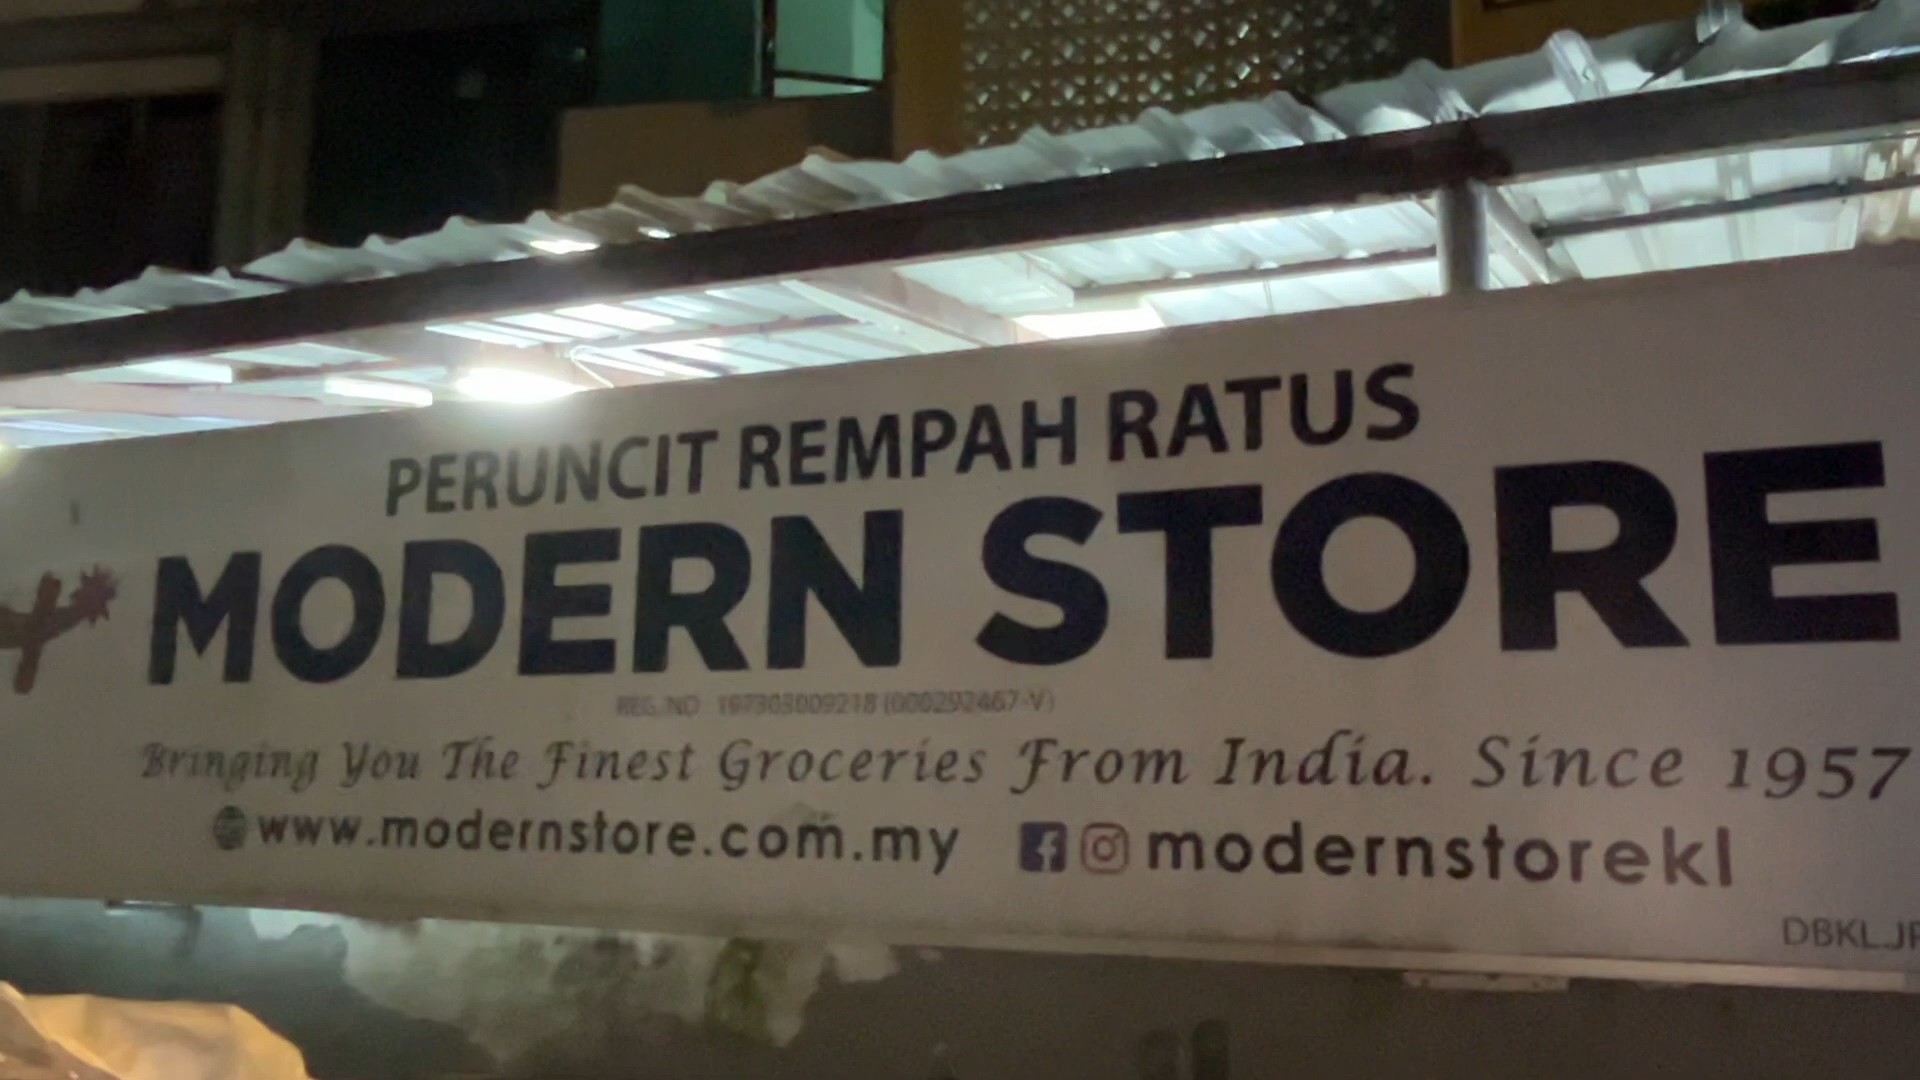 PERUNCIT REMPAH RATUS
MODERN STORE
REG. NO 197303009218 (000292467-V)
Bringing You The Finest Groceries From India. Since 1957
www.modernstore.com.my modernstorekl
DBKL.JP